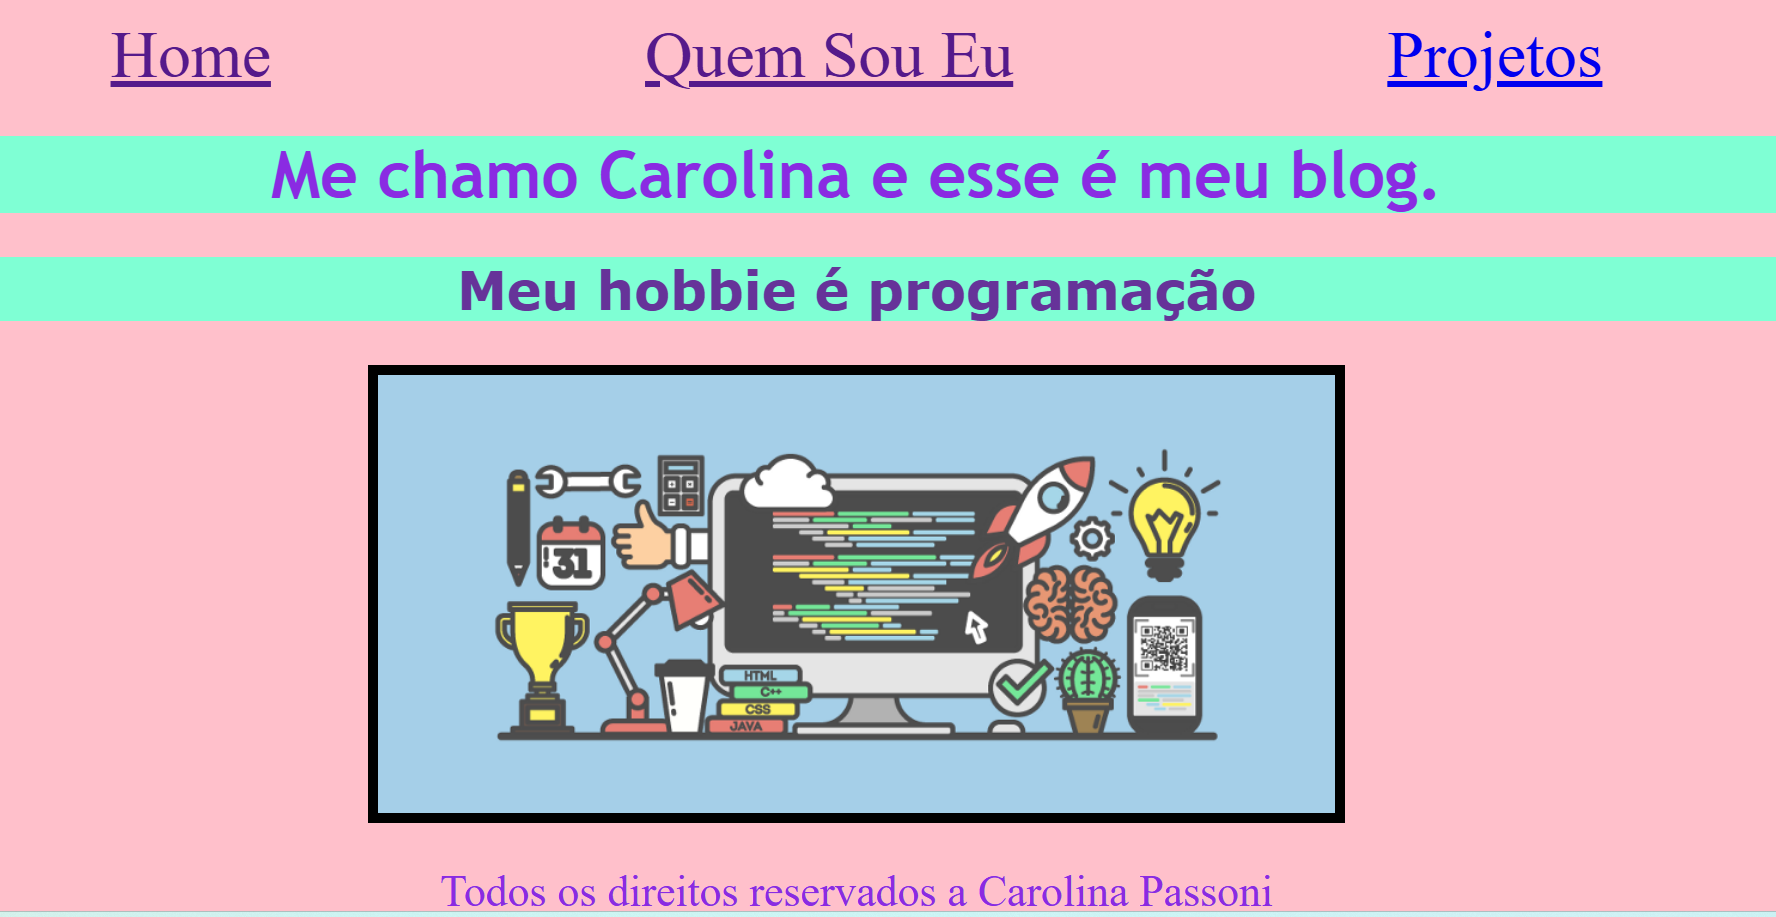 Home Quem Sou Eu Projetos
Me chamo Carolina e esse é meu blog.
Meu hobbie é programação
31
HTML
C++
CSS
JAVA
Todos os direitos reservados a Carolina Passoni